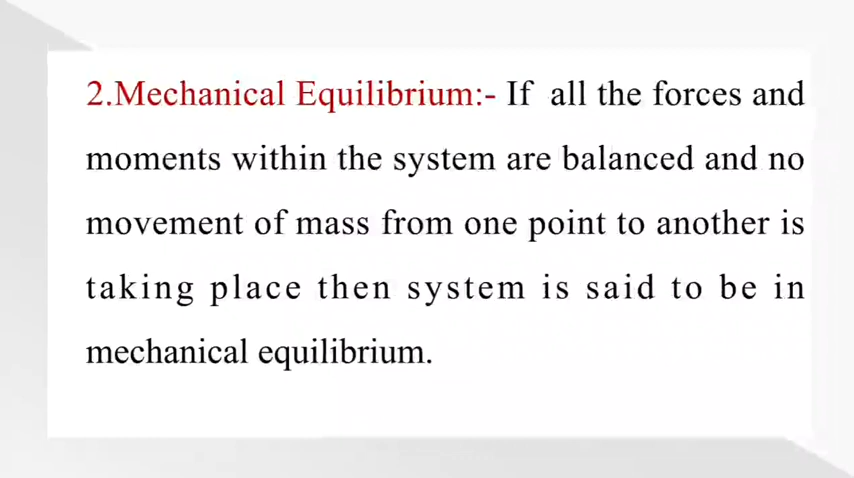 2.Mechanical Equilibrium:- If all the forces and
moments within the system are balanced and no
movement of mass from one point to another is
taking place then system is said to be in
mechanical equilibrium.